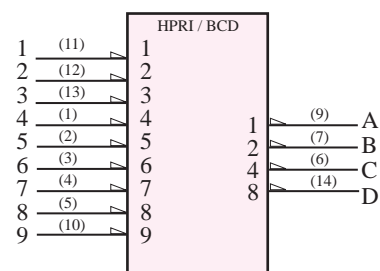 HPRI / BCD
1 (11) 1
2 (12) 2
3 (13) 3
4 (1) 4
5 (2) 5
6 (3) 6
7 (4) 7
8 (5) 8
9 (10) 9
1 (9) A
2 (7) B
4 (6) C
8 (14) D